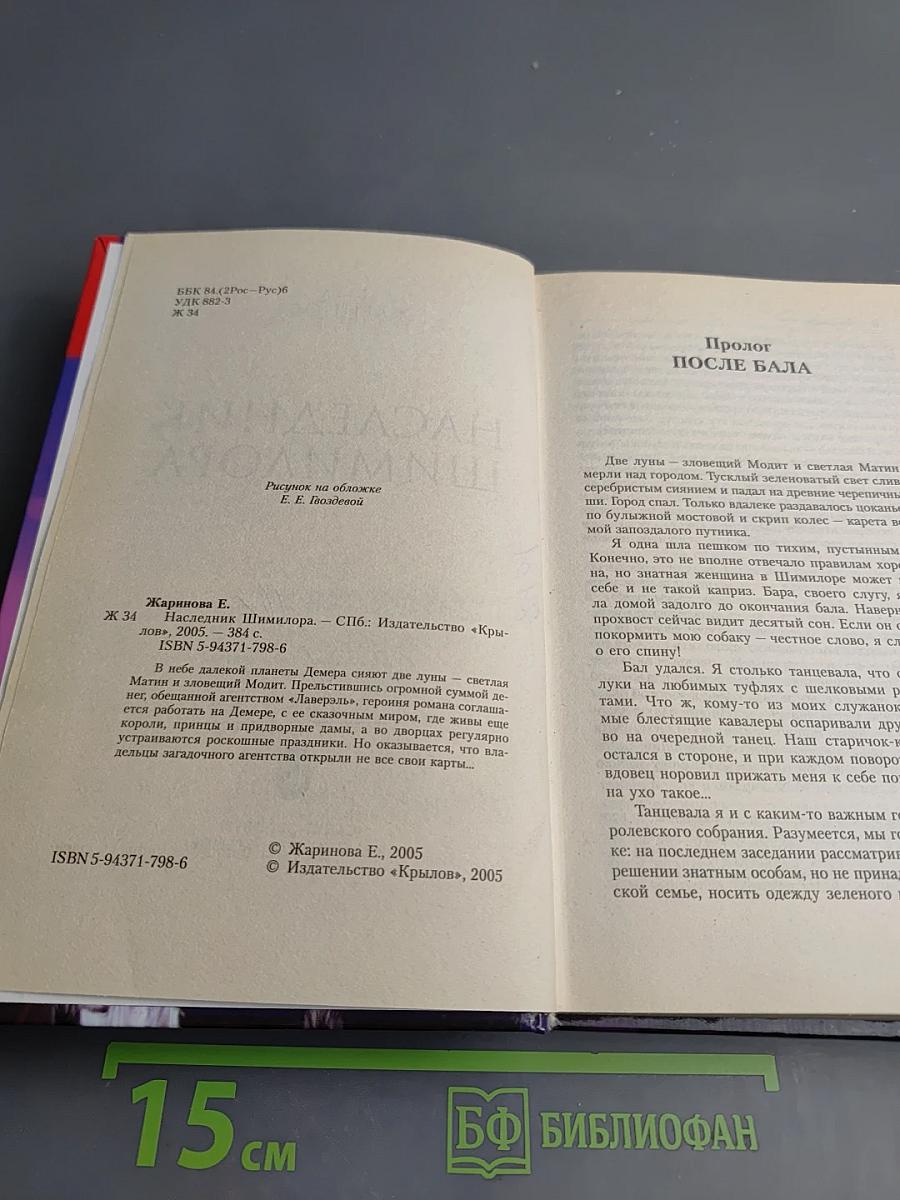 ББК 84.(2Рос—Рус)6
УДК 882-3
Ж 34
Рисунок на обложке
Е. Е. Гвоздевой
Жаринова Е.
Ж 34 Наследник Шимилора. — СПб.: Издательство «Кры-
лов», 2005. — 384 с.
ISBN 5-94371-798-6
В небе далекой планеты Демера сияют две луны — светлая
Матин и зловещий Модит. Прельстившись огромной суммой де-
нег, обещанной агентством «Лаверэль», героиня романа соглаша-
ется работать на Демере, с ее сказочным миром, где живы еще
короли, принцы и придворные дамы, а во дворцах регулярно
устраиваются роскошные праздники. Но оказывается, что вла-
дельцы загадочного агентства открыли не все свои карты...
ISBN 5-94371-798-6
© Жаринова Е., 2005
© Издательство «Крылов», 2005
Пролог
ПОСЛЕ БАЛА
Две луны — зловещий Модит и светлая Матин
мерли над городом. Тусклый зеленоватый свет слив
серебристым сиянием и падал на древние черепичны
ши. Город спал. Только вдалеке раздавалось цокань
по булыжной мостовой и скрип колес — карета во
мой запоздалого путника.
Я одна шла пешком по тихим, пустынным
Конечно, это не вполне отвечало правилам хоро
на, но знатная женщина в Шимилоре может
себе и не такой каприз. Бара, своего слугу, я
ла домой задолго до окончания бала. Наверн
прохвост сейчас видит десятый сон. Если он
покормить мою собаку — честное слово, я сл
о его спину!
Бал удался. Я столько танцевала, что
луки на любимых туфлях с шелковыми
тами. Что ж, кому-то из моих служанок
мые блестящие кавалеры оспаривали дру
во на очередной танец. Наш старичок-к
остался в стороне, и при каждом поворо
вдовец норовил прижать меня к себе по
на ухо такое...
Танцевала я и с каким-то важным го
ролевского собрания. Разумеется, мы го
ке: на последнем заседании рассматри
решении знатным особам, но не принад
ской семье, носить одежду зеленого
15 см
БФ БИБЛИОФАН